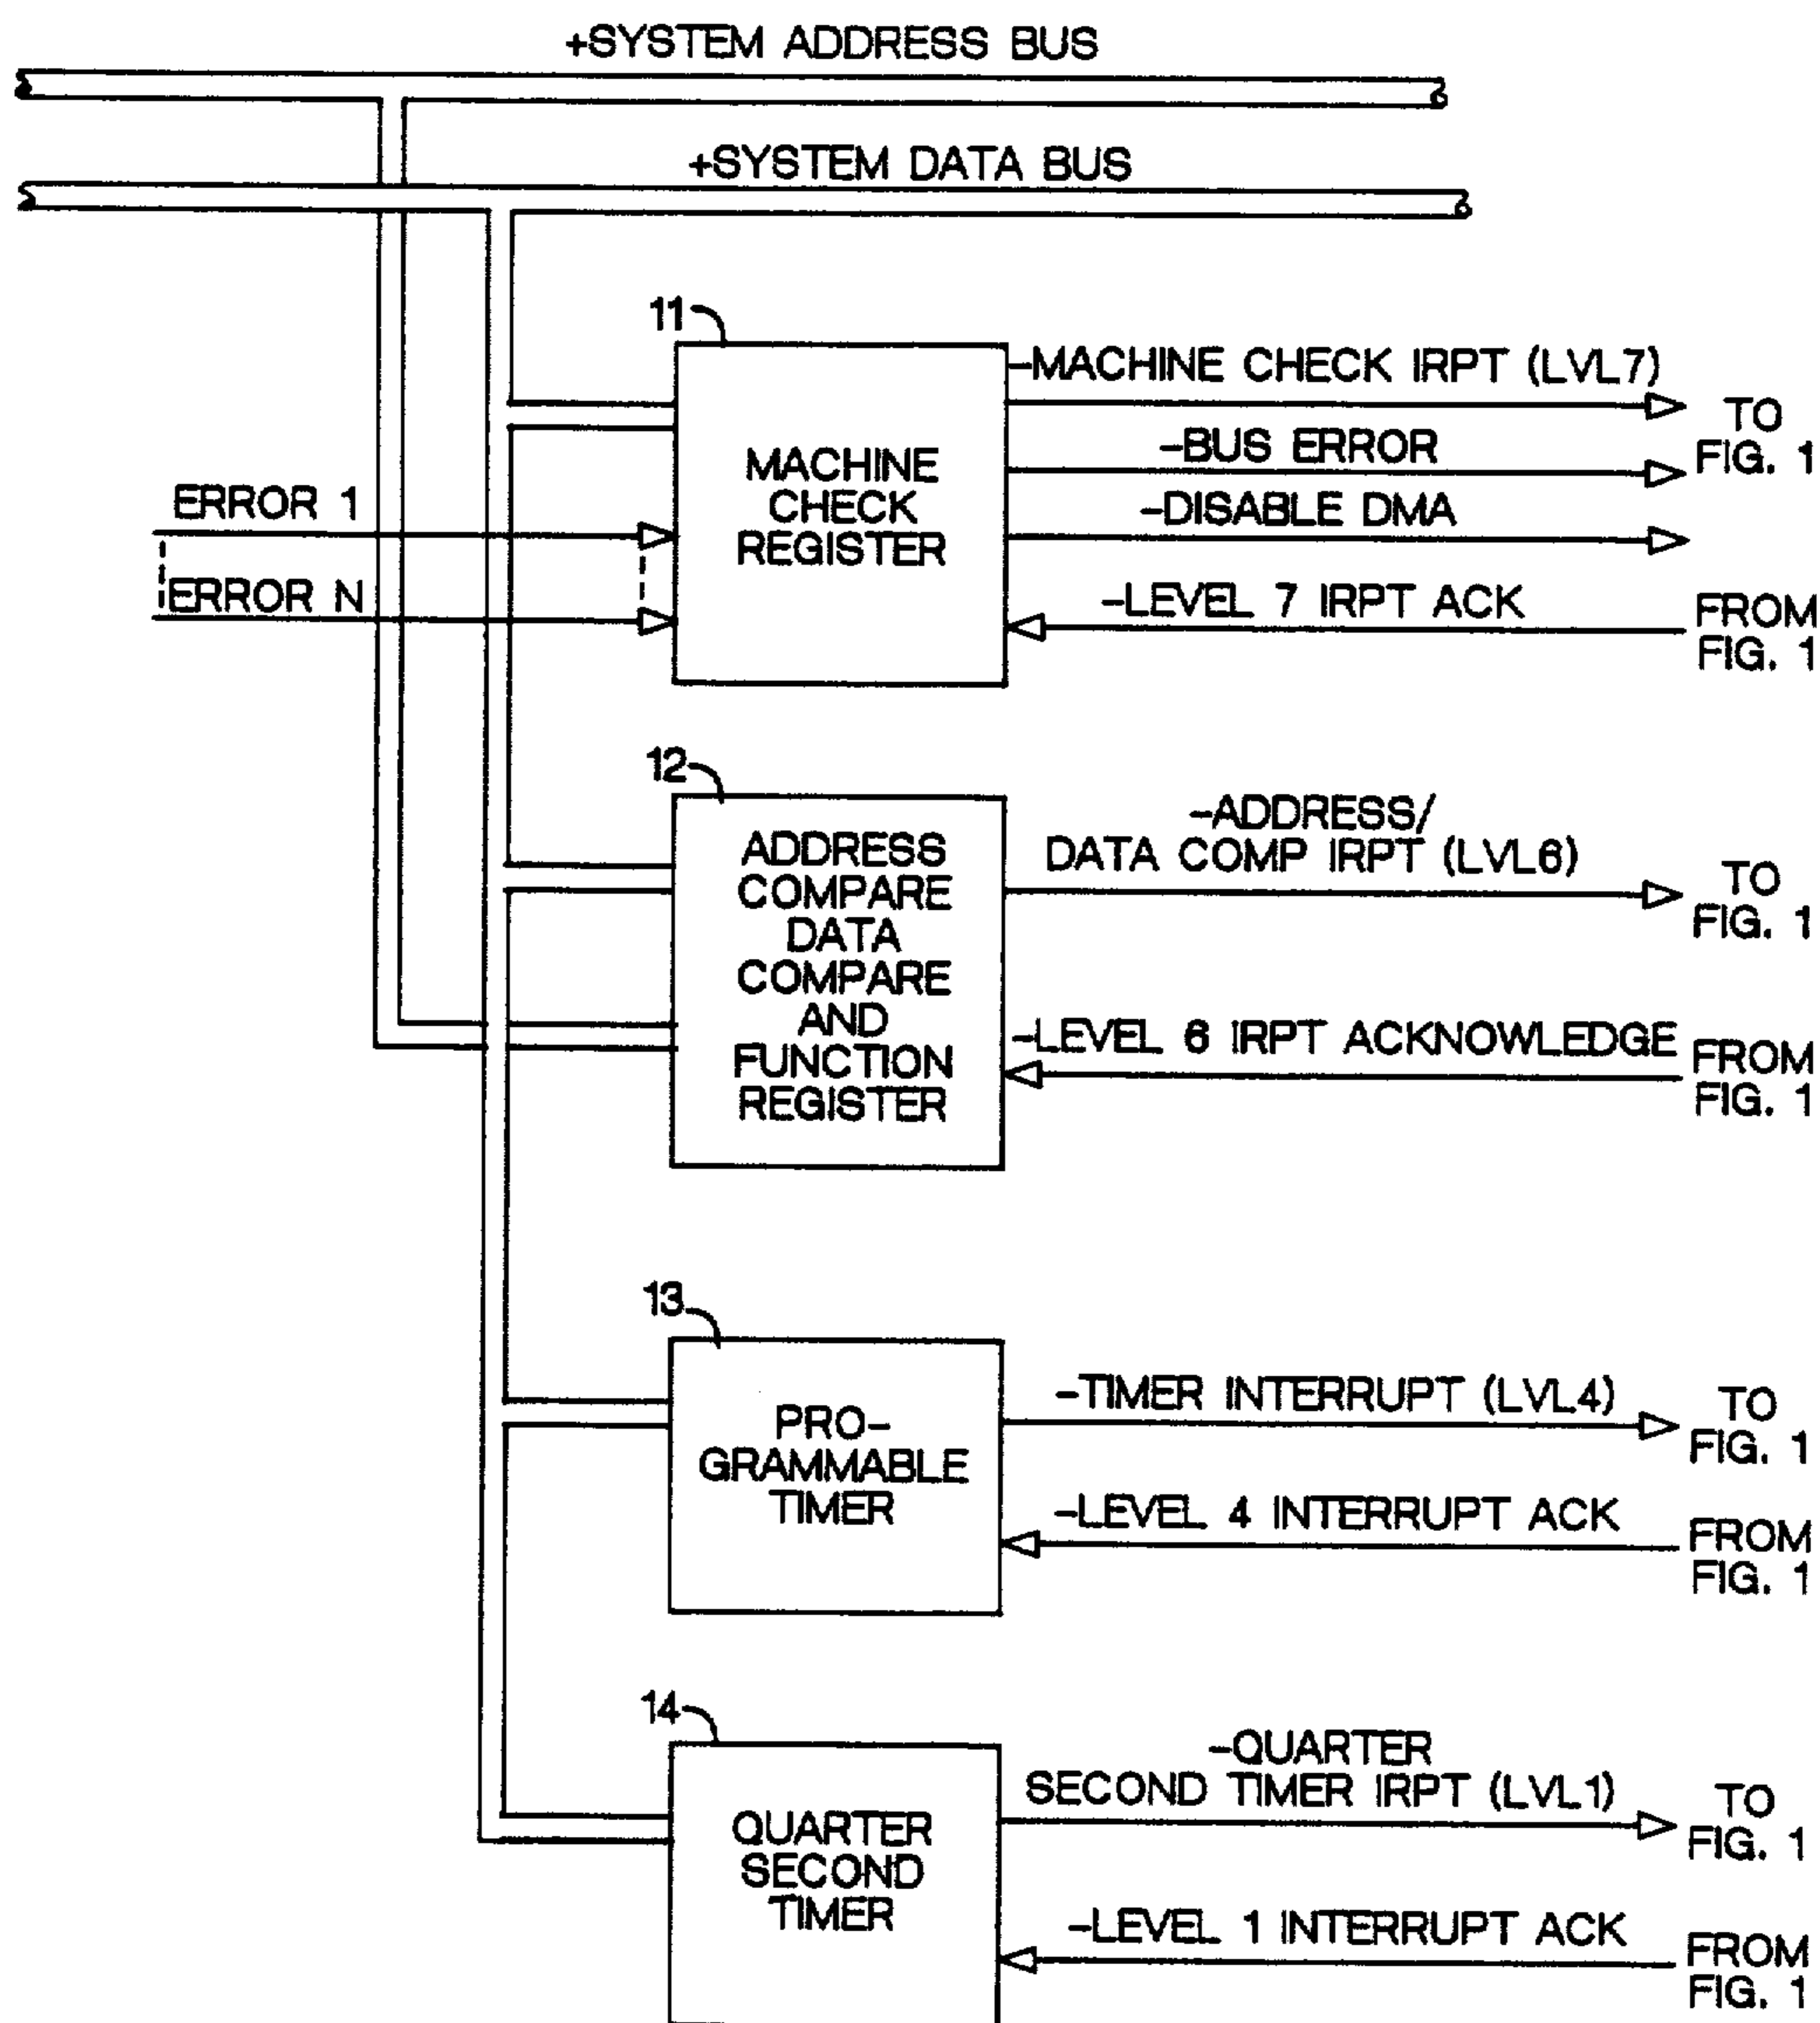 +SYSTEM ADDRESS BUS
+SYSTEM DATA BUS
11
MACHINE
CHECK
REGISTER
ERROR 1
ERROR N
-MACHINE CHECK IRPT (LVL7)
TO
FIG. 1
-BUS ERROR
-DISABLE DMA
-LEVEL 7 IRPT ACK
FROM
FIG. 1
12
ADDRESS
COMPARE
DATA
COMPARE
AND
FUNCTION
REGISTER
-ADDRESS/
DATA COMP IRPT (LVL6)
TO
FIG. 1
-LEVEL 6 IRPT ACKNOWLEDGE
FROM
FIG. 1
13
PRO-
GRAMMABLE
TIMER
-TIMER INTERRUPT (LVL4)
TO
FIG. 1
-LEVEL 4 INTERRUPT ACK
FROM
FIG. 1
14
QUARTER
SECOND
TIMER
-QUARTER
SECOND TIMER IRPT (LVL1)
TO
FIG. 1
-LEVEL 1 INTERRUPT ACK
FROM
FIG. 1